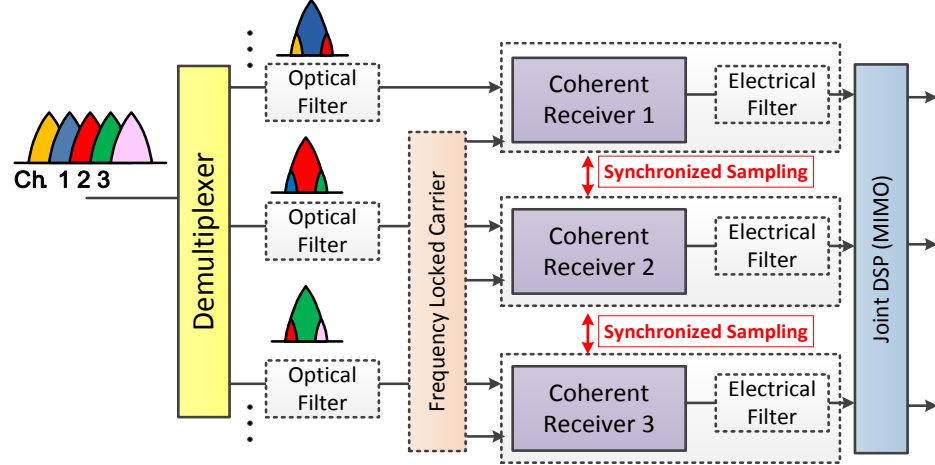 Ch. 1 2 3
Demultiplexer
Optical
Filter
Optical
Filter
Optical
Filter
Frequency Locked Carrier
Coherent
Receiver 1
Electrical
Filter
Synchronized Sampling
Coherent
Receiver 2
Electrical
Filter
Synchronized Sampling
Coherent
Receiver 3
Electrical
Filter
Joint DSP (MIMO)